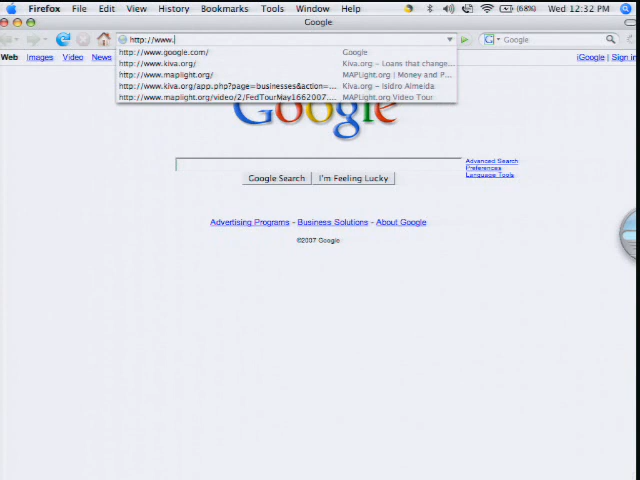 Firefox File Edit View History Bookmarks Tools Window Help (68%) Wed 12:32 PM
Google
http://www. Google
http://www.google.com/ Google
http://www.kiva.org/ Kiva.org – Loans that change...
http://www.maplight.org/ MAPLight.org | Money and P...
http://www.kiva.org/app.php?page=businesses&action=... Kiva.org – Isidro Almeida
http://www.maplight.org/video/2/FedTourMay1662007.... MAPLight.org Video Tour
Web Images Video News iGoogle | Sign in
Google
Advanced Search
Preferences
Language Tools
Google Search I'm Feeling Lucky
Advertising Programs - Business Solutions - About Google
©2007 Google